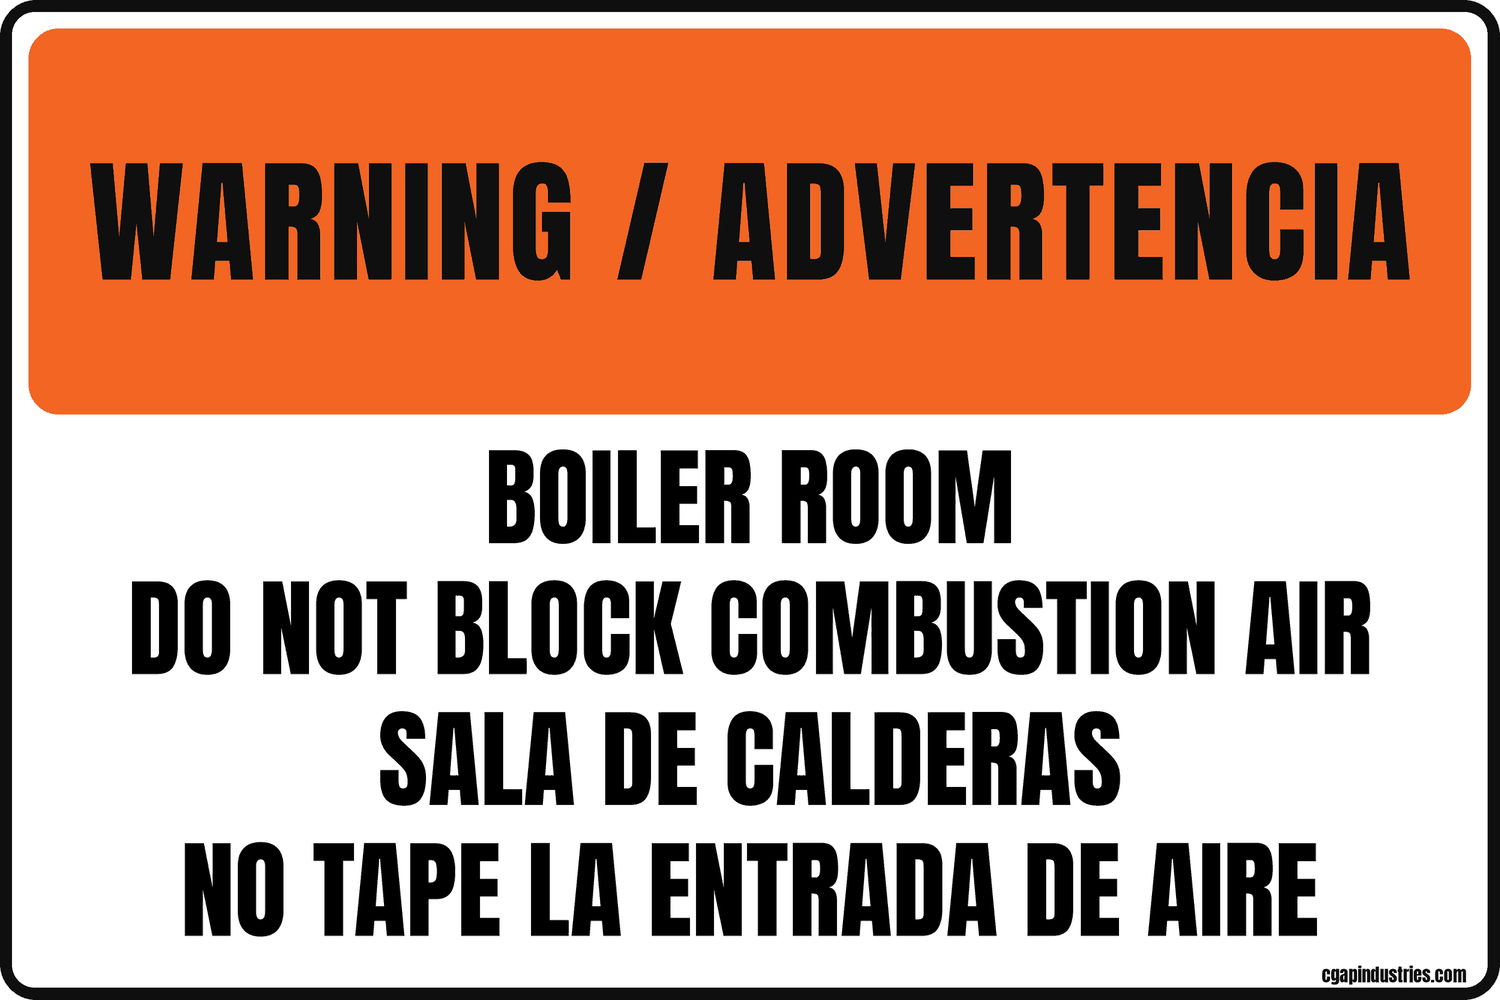 WARNING / ADVERTENCIA
BOILER ROOM
DO NOT BLOCK COMBUSTION AIR
SALA DE CALDERAS
NO TAPE LA ENTRADA DE AIRE
cgapindustries.com